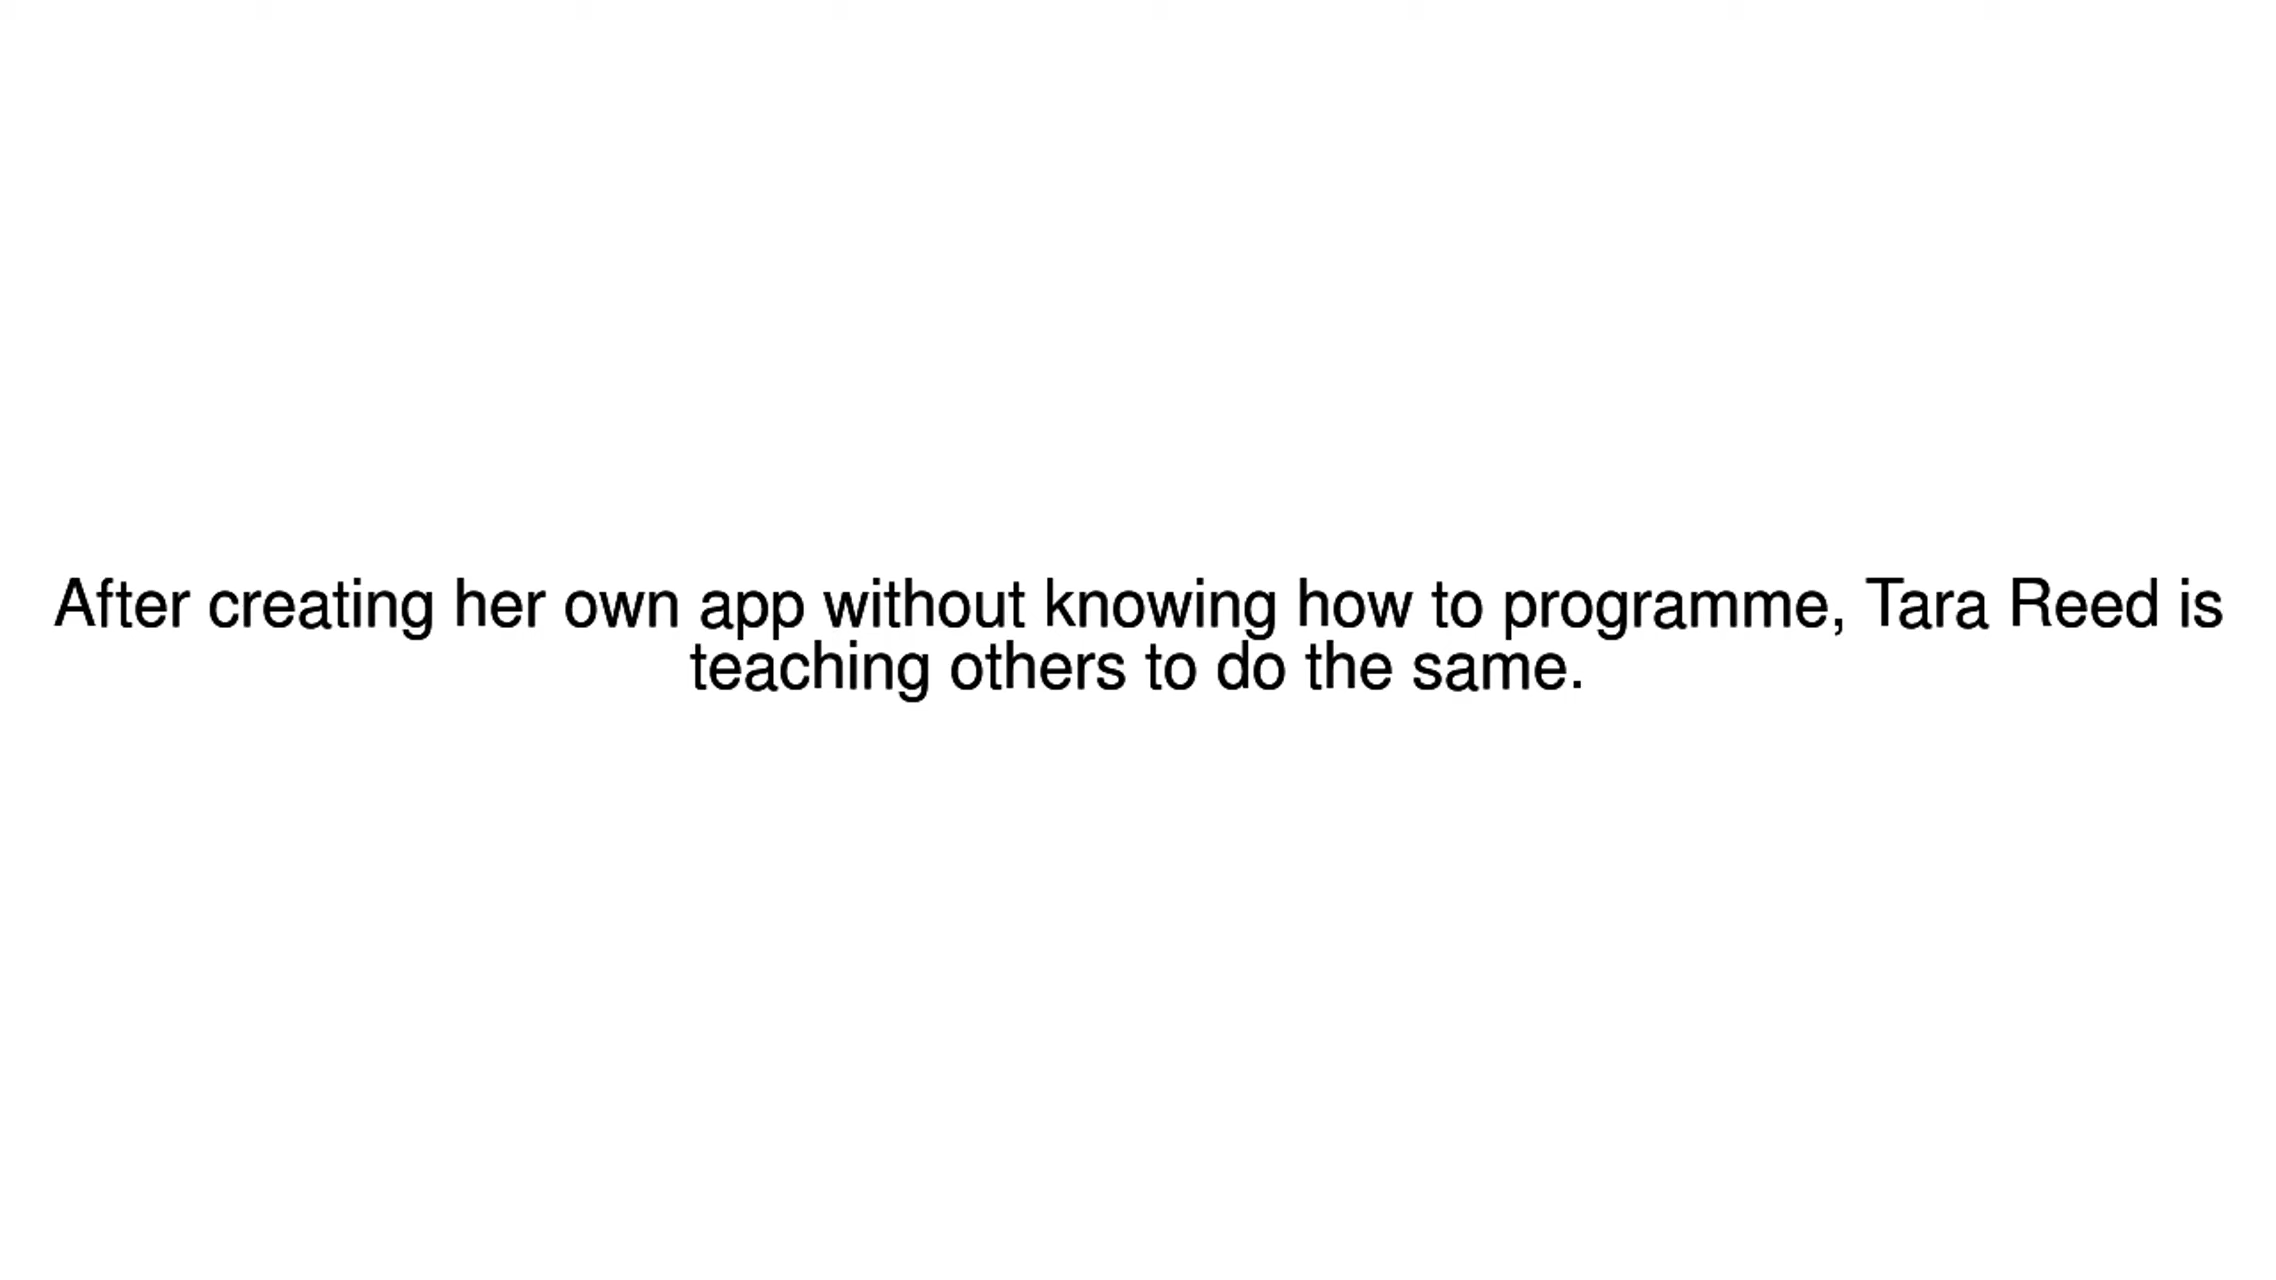 After creating her own app without knowing how to programme, Tara Reed is
teaching others to do the same.